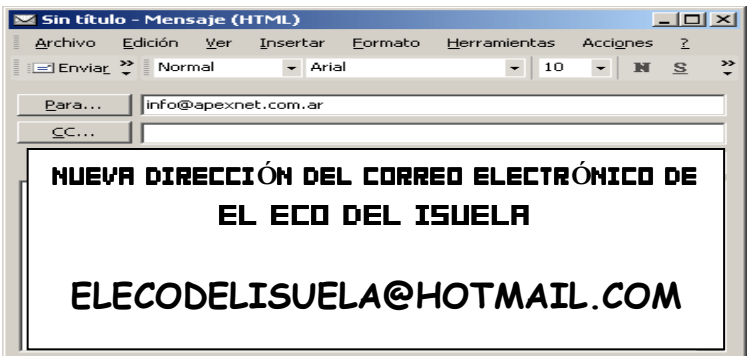 Sin título - Mensaje (HTML)
Archivo Edición Ver Insertar Formato Herramientas Acciones ?
Enviar Normal Arial 10 N S
Para... info@apexnet.com.ar
CC...
NUEVA DIRECCIÓN DEL CORREO ELECTRÓNICO DE
EL ECO DEL ISUELA
ELECODELISUELA@HOTMAIL.COM